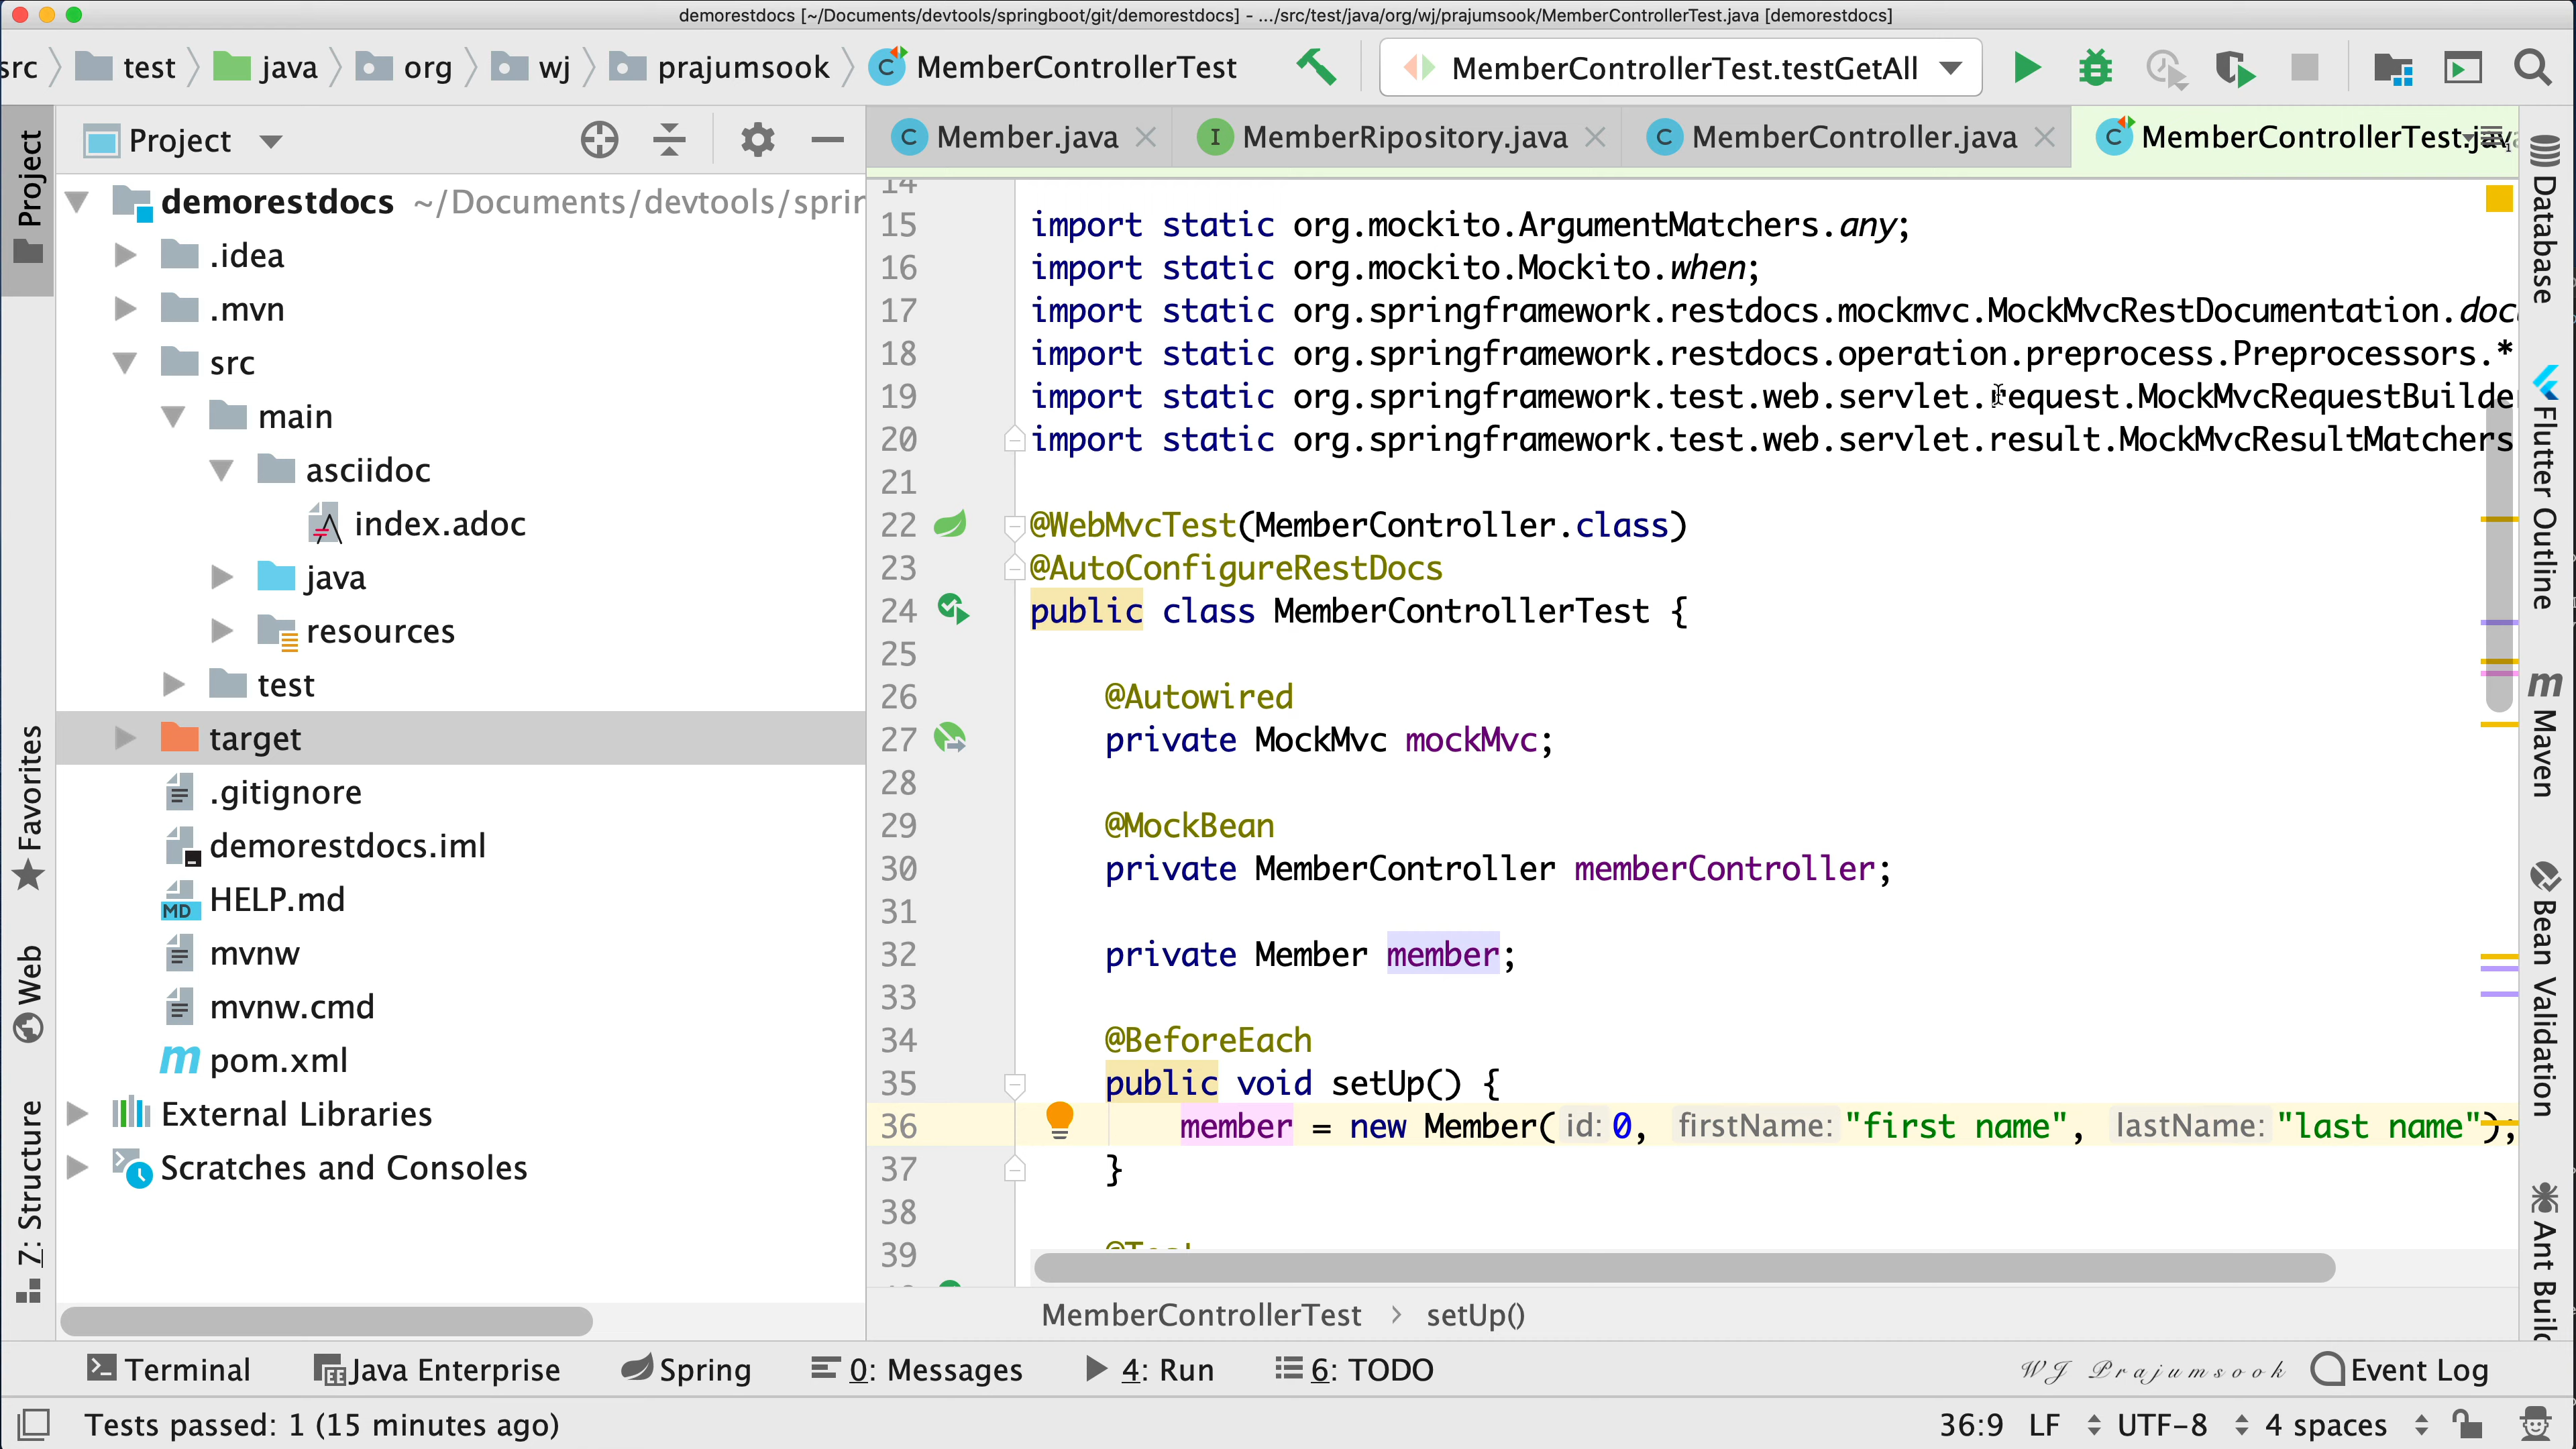 demorestdocs [~/Documents/devtools/springboot/git/demorestdocs] - .../src/test/java/org/wj/prajumsook/MemberControllerTest.java [demorestdocs]
src test java org wj prajumsook MemberControllerTest MemberControllerTest.testGetAll
Project
Member.java MemberRipository.java MemberController.java MemberControllerTest.java
demorestdocs ~/Documents/devtools/sprin
.idea
.mvn
src
main
asciidoc
index.adoc
java
resources
test
target
.gitignore
demorestdocs.iml
HELP.md
mvnw
mvnw.cmd
pom.xml
External Libraries
Scratches and Consoles
Project
Favorites
Web
Z: Structure
14
15 import static org.mockito.ArgumentMatchers.any;
16 import static org.mockito.Mockito.when;
17 import static org.springframework.restdocs.mockmvc.MockMvcRestDocumentation.doc
18 import static org.springframework.restdocs.operation.preprocess.Preprocessors.*
19 import static org.springframework.test.web.servlet.request.MockMvcRequestBuilde
20 import static org.springframework.test.web.servlet.result.MockMvcResultMatchers
21
22 @WebMvcTest(MemberController.class)
23 @AutoConfigureRestDocs
24 public class MemberControllerTest {
25
26 @Autowired
27 private MockMvc mockMvc;
28
29 @MockBean
30 private MemberController memberController;
31
32 private Member member;
33
34 @BeforeEach
35 public void setUp() {
36 member = new Member( id: 0, firstName: "first name", lastName: "last name");
37 }
38
39 @Test
MemberControllerTest > setUp()
Database
Flutter Outline
Maven
Bean Validation
Ant Build
Terminal Java Enterprise Spring 0: Messages 4: Run 6: TODO WJ Prajumsook Event Log
Tests passed: 1 (15 minutes ago) 36:9 LF UTF-8 4 spaces